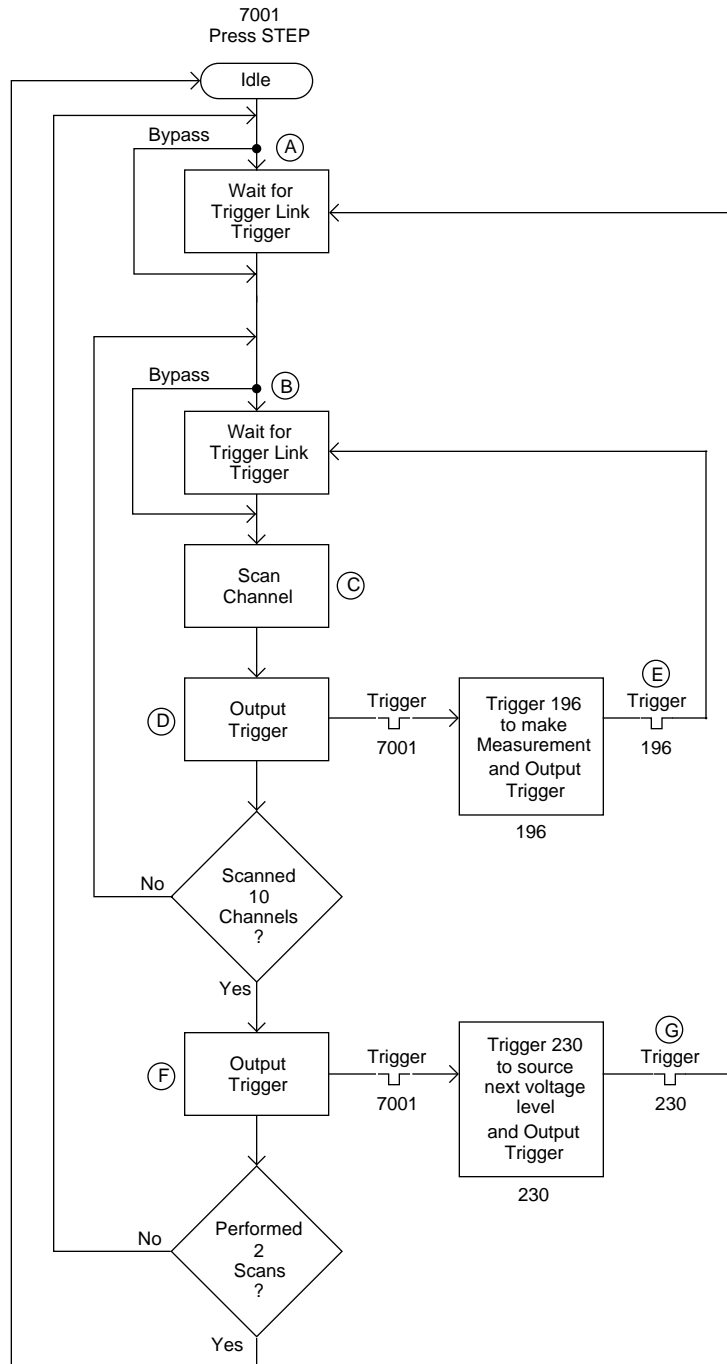 7001
Press STEP
Idle
Bypass
A
Wait for
Trigger Link
Trigger
Bypass
B
Wait for
Trigger Link
Trigger
Scan
Channel
C
D
Output
Trigger
Trigger
7001
Trigger 196
to make
Measurement
and Output
Trigger
196
E
Trigger
196
No
Scanned
10
Channels
?
Yes
F
Output
Trigger
Trigger
7001
Trigger 230
to source
next voltage
level
and Output
Trigger
230
G
Trigger
230
No
Performed
2
Scans
?
Yes